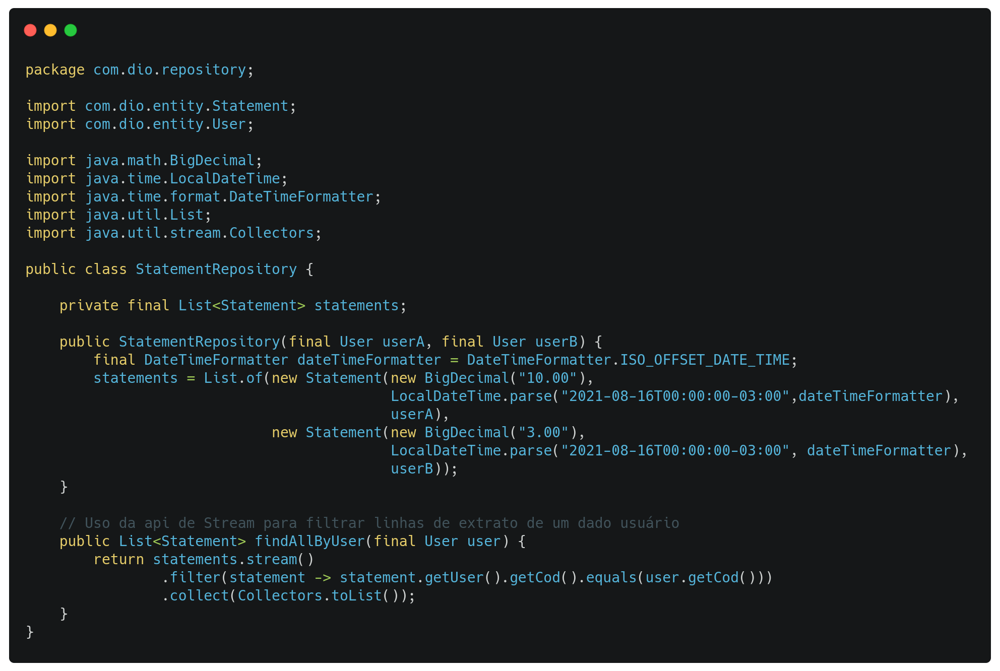 package com.dio.repository;

import com.dio.entity.Statement;
import com.dio.entity.User;

import java.math.BigDecimal;
import java.time.LocalDateTime;
import java.time.format.DateTimeFormatter;
import java.util.List;
import java.util.stream.Collectors;

public class StatementRepository {

    private final List<Statement> statements;

    public StatementRepository(final User userA, final User userB) {
        final DateTimeFormatter dateTimeFormatter = DateTimeFormatter.ISO_OFFSET_DATE_TIME;
        statements = List.of(new Statement(new BigDecimal("10.00"),
                                           LocalDateTime.parse("2021-08-16T00:00:00-03:00",dateTimeFormatter),
                                           userA),
                             new Statement(new BigDecimal("3.00"),
                                           LocalDateTime.parse("2021-08-16T00:00:00-03:00", dateTimeFormatter),
                                           userB));
    }

    // Uso da api de Stream para filtrar linhas de extrato de um dado usuário
    public List<Statement> findAllByUser(final User user) {
        return statements.stream()
                .filter(statement -> statement.getUser().getCod().equals(user.getCod()))
                .collect(Collectors.toList());
    }
}